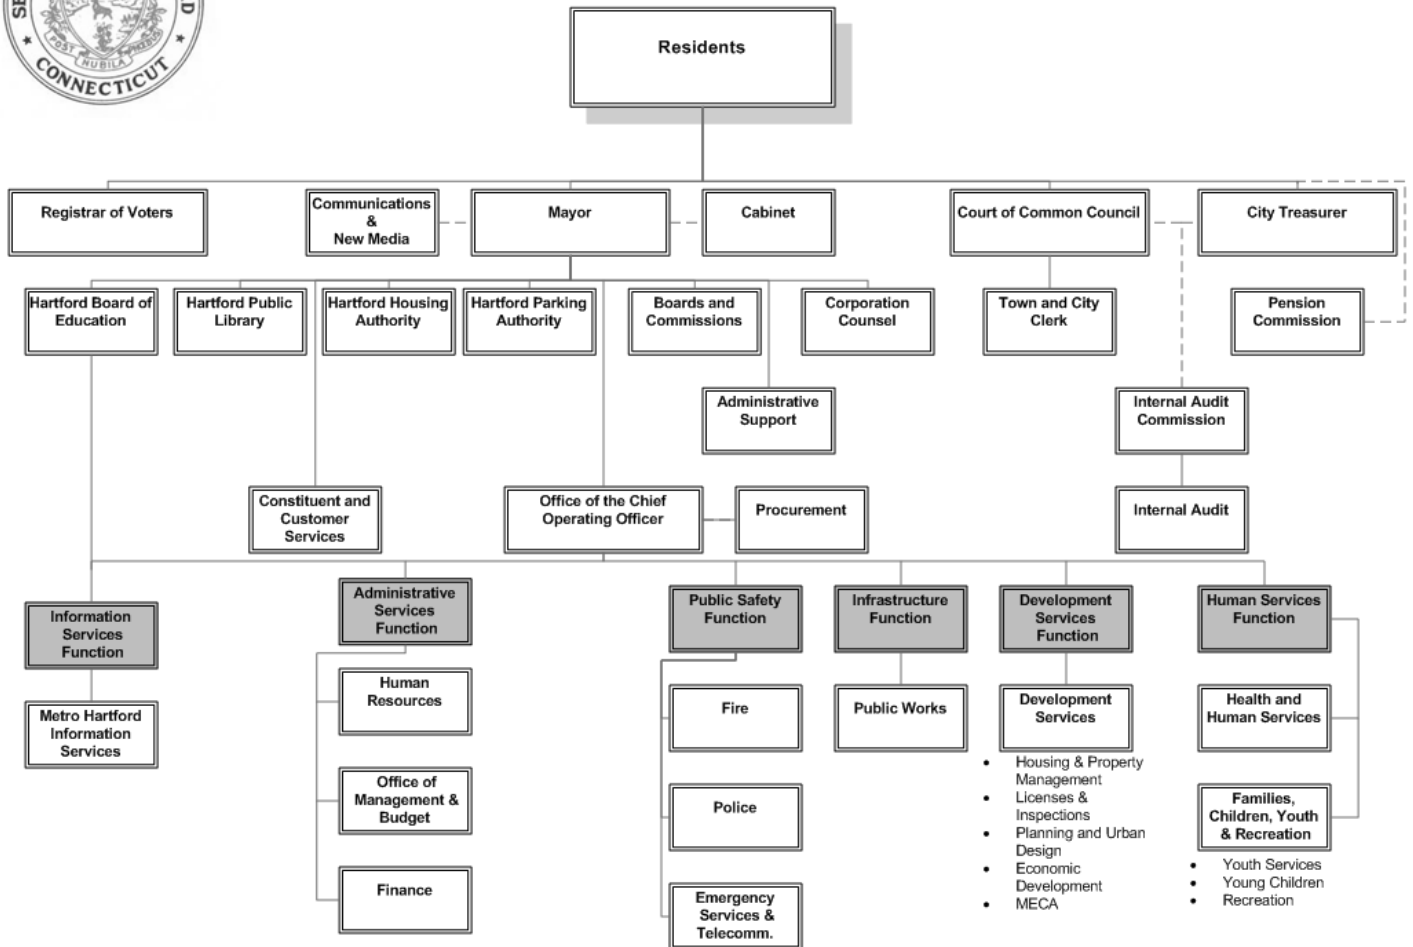 POST
NUBILA
PHŒBUS
CONNECTICUT
Residents
Registrar of Voters
Communications
&
New Media
Mayor
Cabinet
Court of Common Council
City Treasurer
Hartford Board of
Education
Hartford Public
Library
Hartford Housing
Authority
Hartford Parking
Authority
Boards and
Commissions
Corporation
Counsel
Town and City
Clerk
Pension
Commission
Administrative
Support
Internal Audit
Commission
Constituent and
Customer
Services
Office of the Chief
Operating Officer
Procurement
Internal Audit
Information
Services
Function
Administrative
Services
Function
Public Safety
Function
Infrastructure
Function
Development
Services
Function
Human Services
Function
Metro Hartford
Information
Services
Human
Resources
Office of
Management &
Budget
Finance
Fire
Police
Emergency
Services &
Telecomm.
Public Works
Development
Services
• Housing & Property
Management
• Licenses &
Inspections
• Planning and Urban
Design
• Economic
Development
• MECA
Health and
Human Services
Families,
Children, Youth
& Recreation
• Youth Services
• Young Children
• Recreation